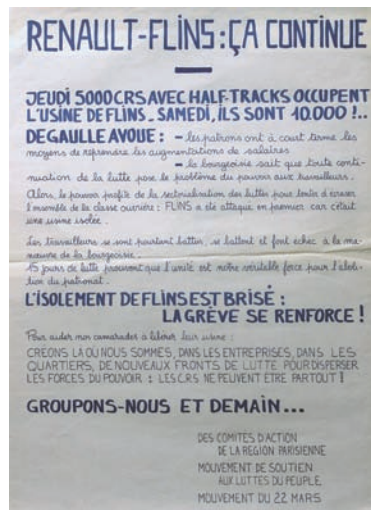 RENAULT-FLINS : ÇA CONTINUE
JEUDI 5000 CRS AVEC HALF-TRACKS OCCUPENT
L'USINE DE FLINS. SAMEDI, ILS SONT 10.000 !..
DE GAULLE AVOUE : - les patrons ont à court terme les
moyens de reprendre les augmentations de salaires
- la bourgeoisie sait que toute conti-
nuation de la lutte pose le problème du pouvoir aux travailleurs.
Alors, le pouvoir profite de la sectorialisation des luttes pour tenter d'écraser
l'ensemble de la classe ouvrière : FLINS a été attaqué en premier car c'était
une usine isolée.
Les travailleurs se sont pourtant battus, se battent et font échec à la ma-
nœuvre de la bourgeoisie.
15 jours de lutte prouvent que l'unité est notre véritable force pour l'aboli-
tion du patronat.
L'ISOLEMENT DE FLINS EST BRISÉ :
LA GRÈVE SE RENFORCE !
Pour aider nos camarades à libérer leur usine :
CRÉONS LÀ OÙ NOUS SOMMES, DANS LES ENTREPRISES, DANS LES
QUARTIERS, DE NOUVEAUX FRONTS DE LUTTE POUR DISPERSER
LES FORCES DU POUVOIR : LES CRS NE PEUVENT ÊTRE PARTOUT !
GROUPONS-NOUS ET DEMAIN...
DES COMITÉS D'ACTION
DE LA RÉGION PARISIENNE
MOUVEMENT DE SOUTIEN
AUX LUTTES DU PEUPLE
MOUVEMENT DU 22 MARS